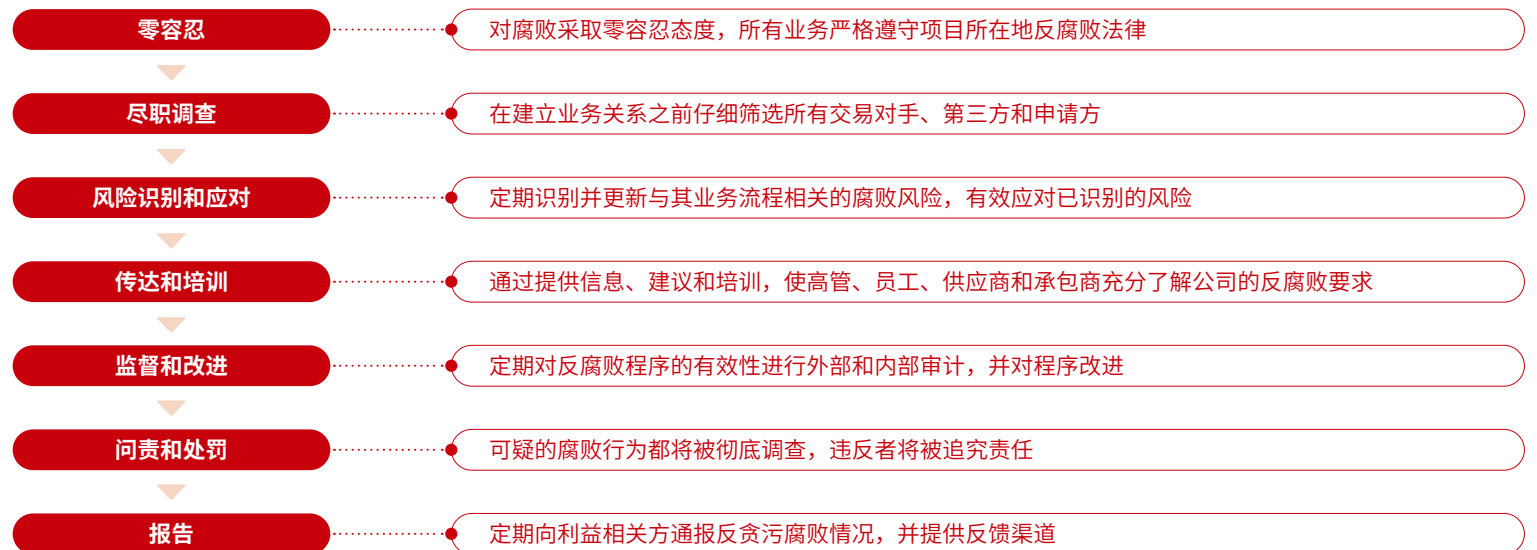 零容忍
对腐败采取零容忍态度，所有业务严格遵守项目所在地反腐败法律
尽职调查
在建立业务关系之前仔细筛选所有交易对手、第三方和申请方
风险识别和应对
定期识别并更新与其业务流程相关的腐败风险，有效应对已识别的风险
传达和培训
通过提供信息、建议和培训，使高管、员工、供应商和承包商充分了解公司的反腐败要求
监督和改进
定期对反腐败程序的有效性进行外部和内部审计，并对程序改进
问责和处罚
可疑的腐败行为都将被彻底调查，违反者将被追究责任
报告
定期向利益相关方通报反贪污腐败情况，并提供反馈渠道